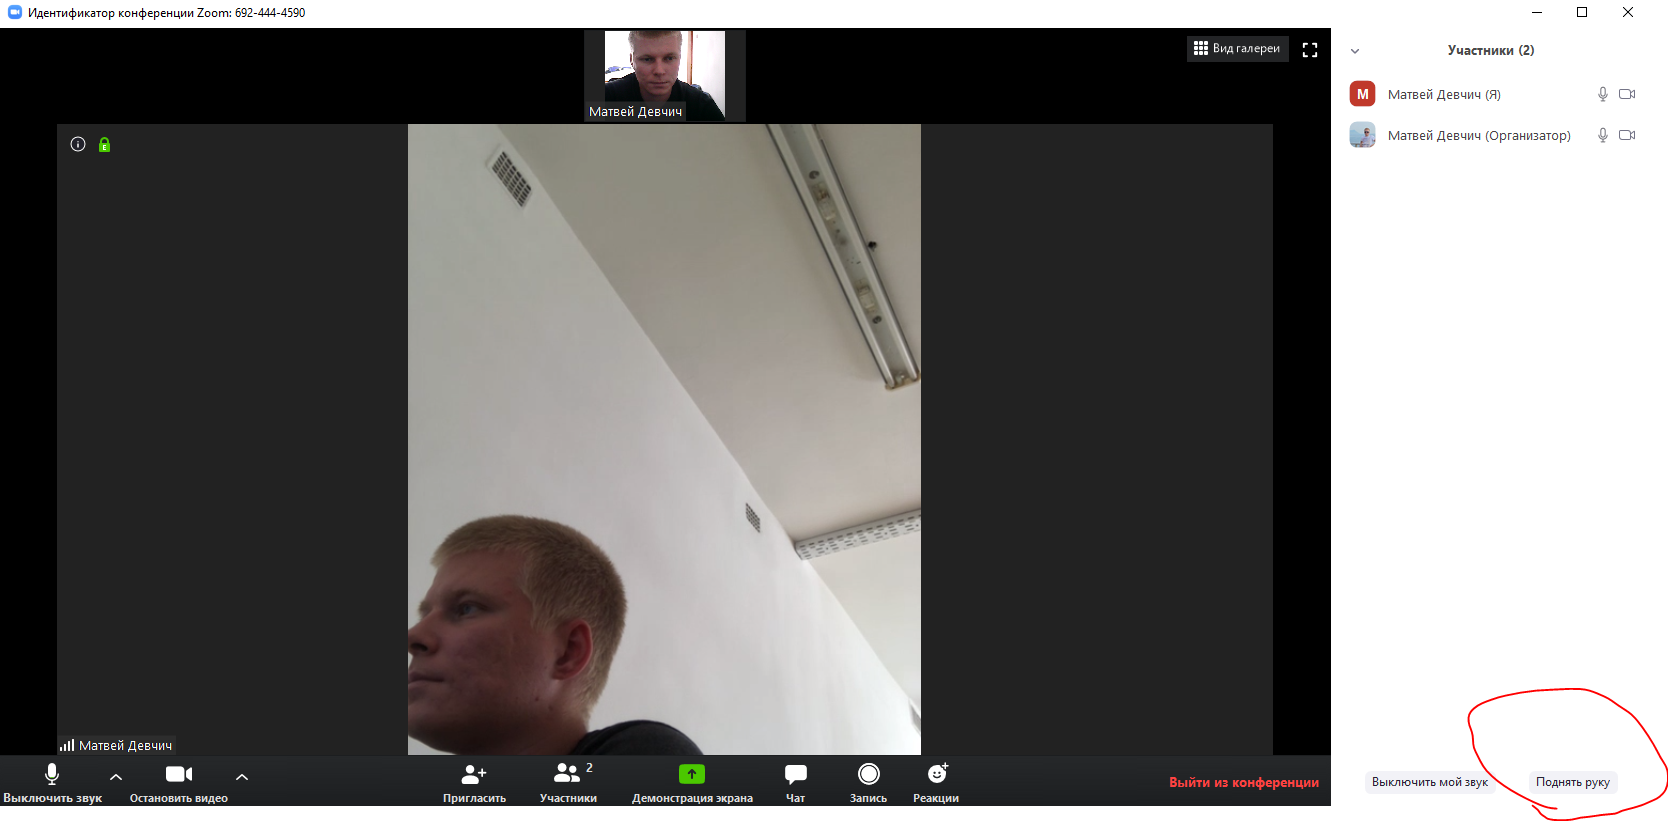 Идентификатор конференции Zoom: 692-444-4590
Матвей Девчич
Вид галереи
Участники (2)
М Матвей Девчич (Я)
Матвей Девчич (Организатор)
Матвей Девчич
2
Выключить звук
Остановить видео
Пригласить
Участники
Демонстрация экрана
Чат
Запись
Реакции
Выйти из конференции
Выключить мой звук
Поднять руку